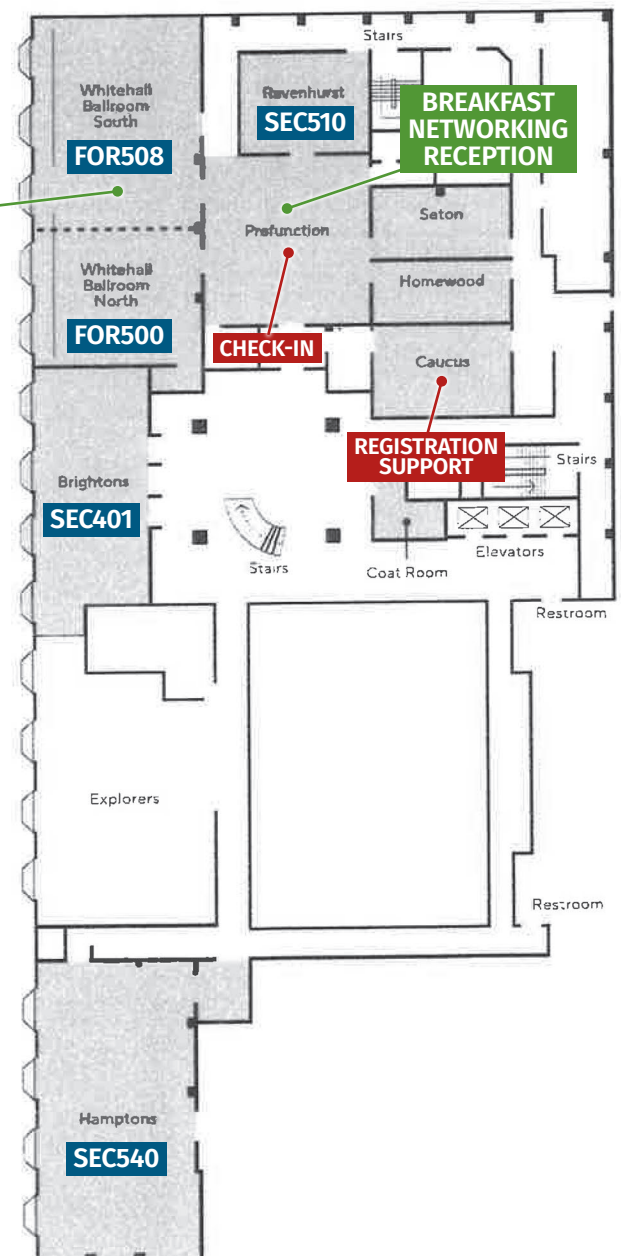 Stairs
Whitehall
Ballroom
South
FOR508
Ravenhurst
SEC510
BREAKFAST
NETWORKING
RECEPTION
Prefunction
Seton
Whitehall
Ballroom
North
FOR500
Homewood
CHECK-IN
Caucus
REGISTRATION
SUPPORT
Stairs
Brightons
SEC401
Stairs
Coat Room
Elevators
Restroom
Explorers
Restroom
Hamptons
SEC540